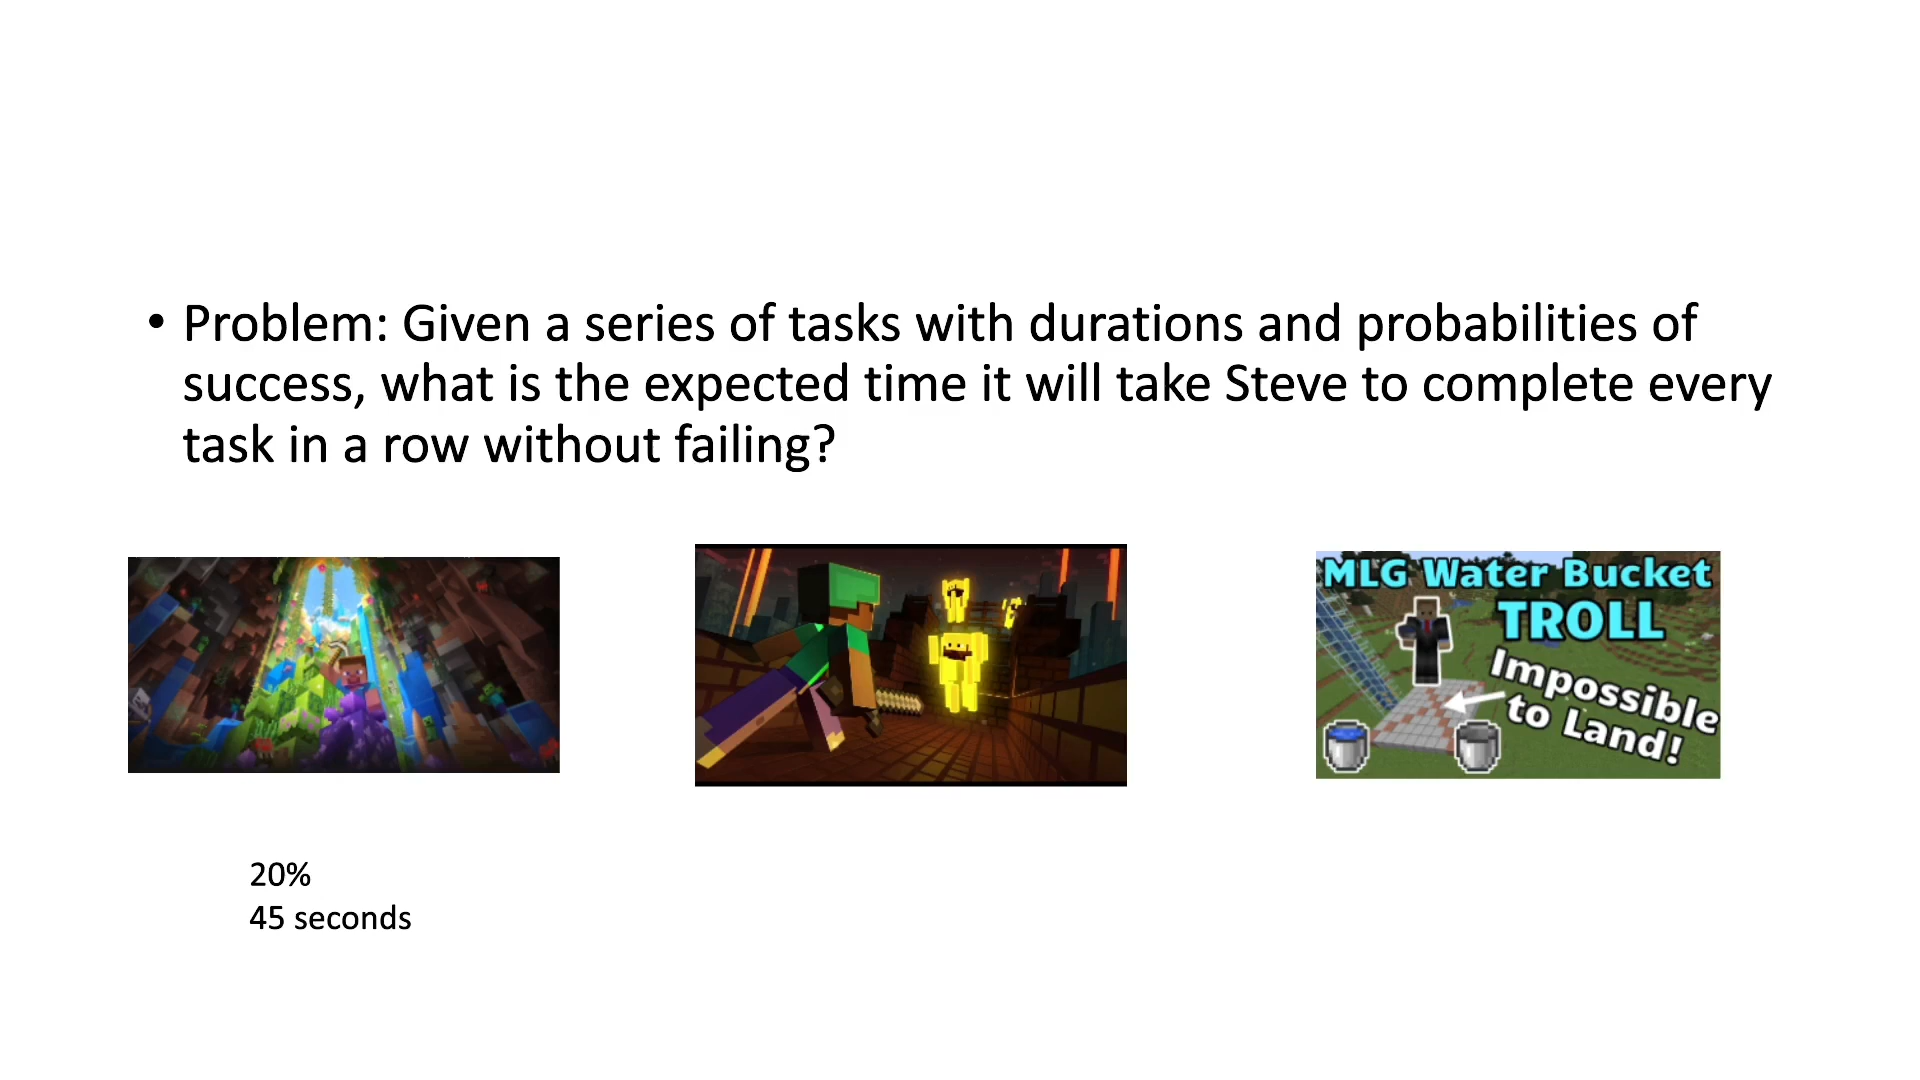 • Problem: Given a series of tasks with durations and probabilities of
success, what is the expected time it will take Steve to complete every
task in a row without failing?
MLG Water Bucket
TROLL
Impossible
to Land!
20%
45 seconds